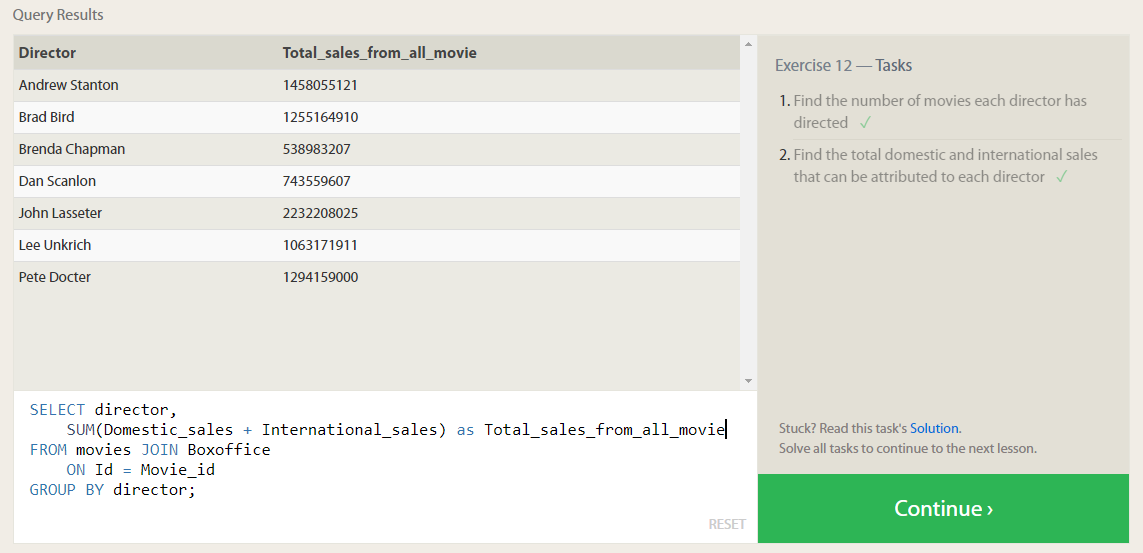 Query Results
Director Total_sales_from_all_movie
Andrew Stanton 1458055121
Brad Bird 1255164910
Brenda Chapman 538983207
Dan Scanlon 743559607
John Lasseter 2232208025
Lee Unkrich 1063171911
Pete Docter 1294159000
SELECT director,
    SUM(Domestic_sales + International_sales) as Total_sales_from_all_movie
FROM movies JOIN Boxoffice
    ON Id = Movie_id
GROUP BY director;
RESET
Exercise 12 — Tasks
1. Find the number of movies each director has
directed ✓
2. Find the total domestic and international sales
that can be attributed to each director ✓
Stuck? Read this task's Solution.
Solve all tasks to continue to the next lesson.
Continue ›